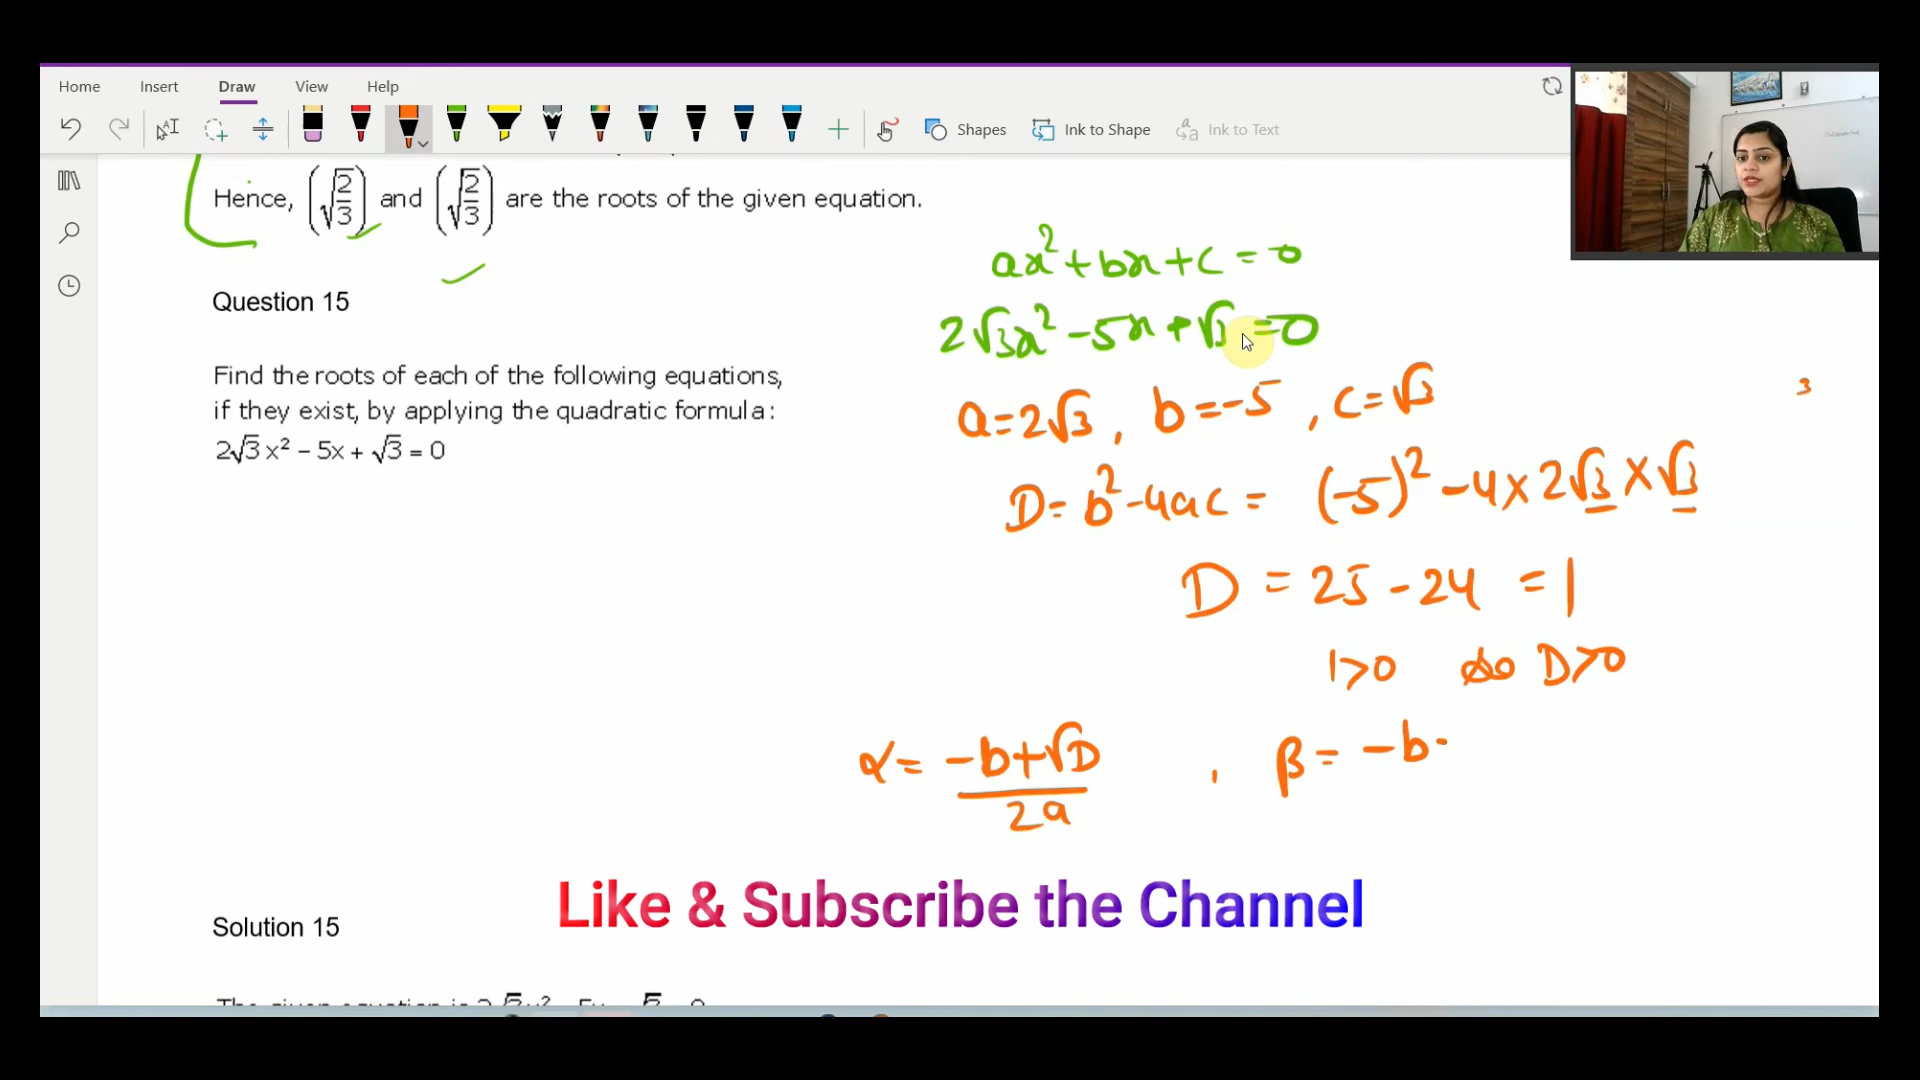 Home Insert Draw View Help
Shapes Ink to Shape Ink to Text
Hence, (√2/3) and (√2/3) are the roots of the given equation.
Question 15
Find the roots of each of the following equations,
if they exist, by applying the quadratic formula:
2√3 x² − 5x + √3 = 0
ax² + bx + c = 0
2√3x² − 5x + √3 = 0
a = 2√3, b = −5, c = √3
3
D = b² − 4ac = (−5)² − 4 × 2√3 × √3
D = 25 − 24 = 1
1 > 0 So D > 0
α = −b + √D / 2a , β = −b -
Like & Subscribe the Channel
Solution 15